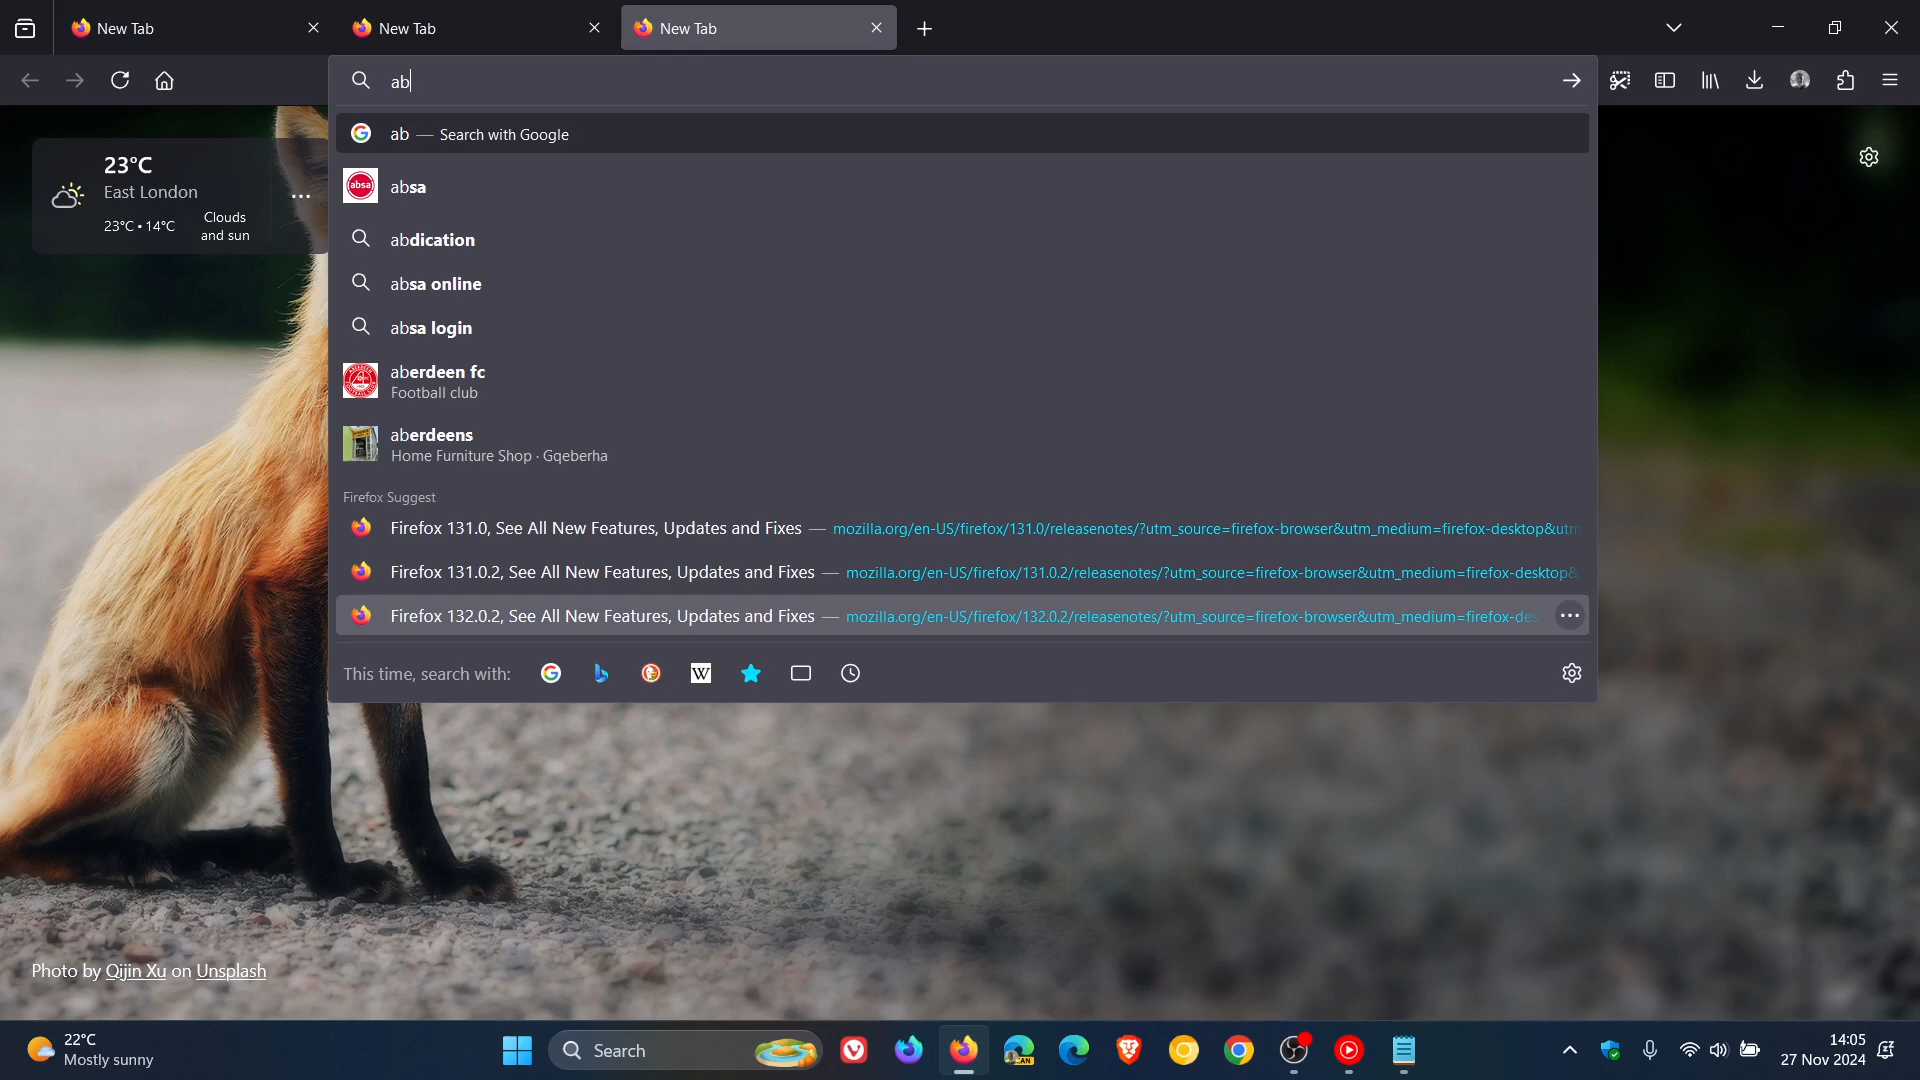 New Tab
New Tab
New Tab
ab
ab — Search with Google
absa
absa
abdication
absa online
absa login
aberdeen fc
Football club
aberdeens
Home Furniture Shop · Gqeberha
Firefox Suggest
Firefox 131.0, See All New Features, Updates and Fixes — mozilla.org/en-US/firefox/131.0/releasenotes/?utm_source=firefox-browser&utm_medium=firefox-desktop&utm
Firefox 131.0.2, See All New Features, Updates and Fixes — mozilla.org/en-US/firefox/131.0.2/releasenotes/?utm_source=firefox-browser&utm_medium=firefox-desktop&
Firefox 132.0.2, See All New Features, Updates and Fixes — mozilla.org/en-US/firefox/132.0.2/releasenotes/?utm_source=firefox-browser&utm_medium=firefox-des
This time, search with:
W
23°C
East London
23°C • 14°C
Clouds
and sun
Photo by Qijin Xu on Unsplash
22°C
Mostly sunny
Search
CAN
14:05
27 Nov 2024